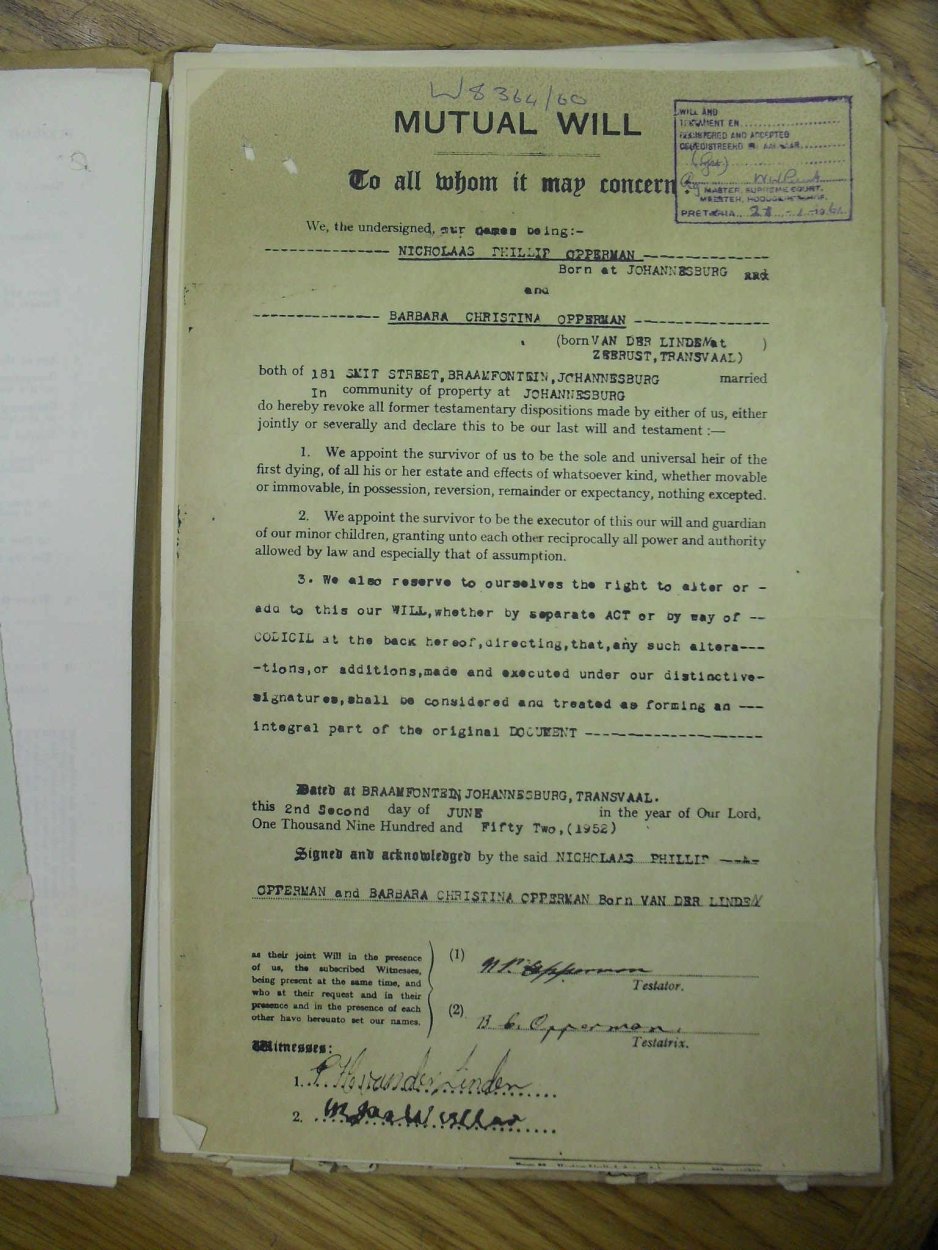 W 8364/60
MUTUAL WILL
To all whom it may concern:
WILL AND
TESTAMENT EN
REGISTERED AND ACCEPTED
GEREGISTREERD EN AANVAAR
(Sgt.)
MASTER, SUPREME COURT.
MEESTER, HOOGGEREGSHOF.
PRETORIA
We, the undersigned, our names being:-
NICHOLAAS PHILLIP OPPERMAN
Born at JOHANNESBURG and
and
BARBARA CHRISTINA OPPERMAN
(born VAN DER LINDEN at )
ZEERUST, TRANSVAAL)
both of 181 SMIT STREET, BRAAMFONTEIN, JOHANNESBURG married
In community of property at JOHANNESBURG
do hereby revoke all former testamentary dispositions made by either of us, either
jointly or severally and declare this to be our last will and testament :—
1. We appoint the survivor of us to be the sole and universal heir of the
first dying, of all his or her estate and effects of whatsoever kind, whether movable
or immovable, in possession, reversion, remainder or expectancy, nothing excepted.
2. We appoint the survivor to be the executor of this our will and guardian
of our minor children, granting unto each other reciprocally all power and authority
allowed by law and especially that of assumption.
3. We also reserve to ourselves the right to alter or -
add to this our WILL, whether by separate ACT or by way of --
CODICIL at the back hereof, directing, that, any such altera---
-tions, or additions, made and executed under our distinctive-
signatures, shall be considered and treated as forming an ---
integral part of the original DOCUMENT --------------------
Dated at BRAAMFONTEIN, JOHANNESBURG, TRANSVAAL.
this 2nd Second day of JUNE in the year of Our Lord,
One Thousand Nine Hundred and Fifty Two, (1952)
Signed and acknowledged by the said NICHOLAAS PHILLIP ----
OPPERMAN and BARBARA CHRISTINA OPPERMAN Born VAN DER LINDEN
as their joint Will in the presence
of us, the subscribed Witnesses,
being present at the same time, and
who at their request and in their
presence and in the presence of each
other have hereunto set our names.
(1) N.P. Opperman
Testator.
(2) B. C. Opperman.
Testatrix.
Witnesses:
1. van der Linden
2.